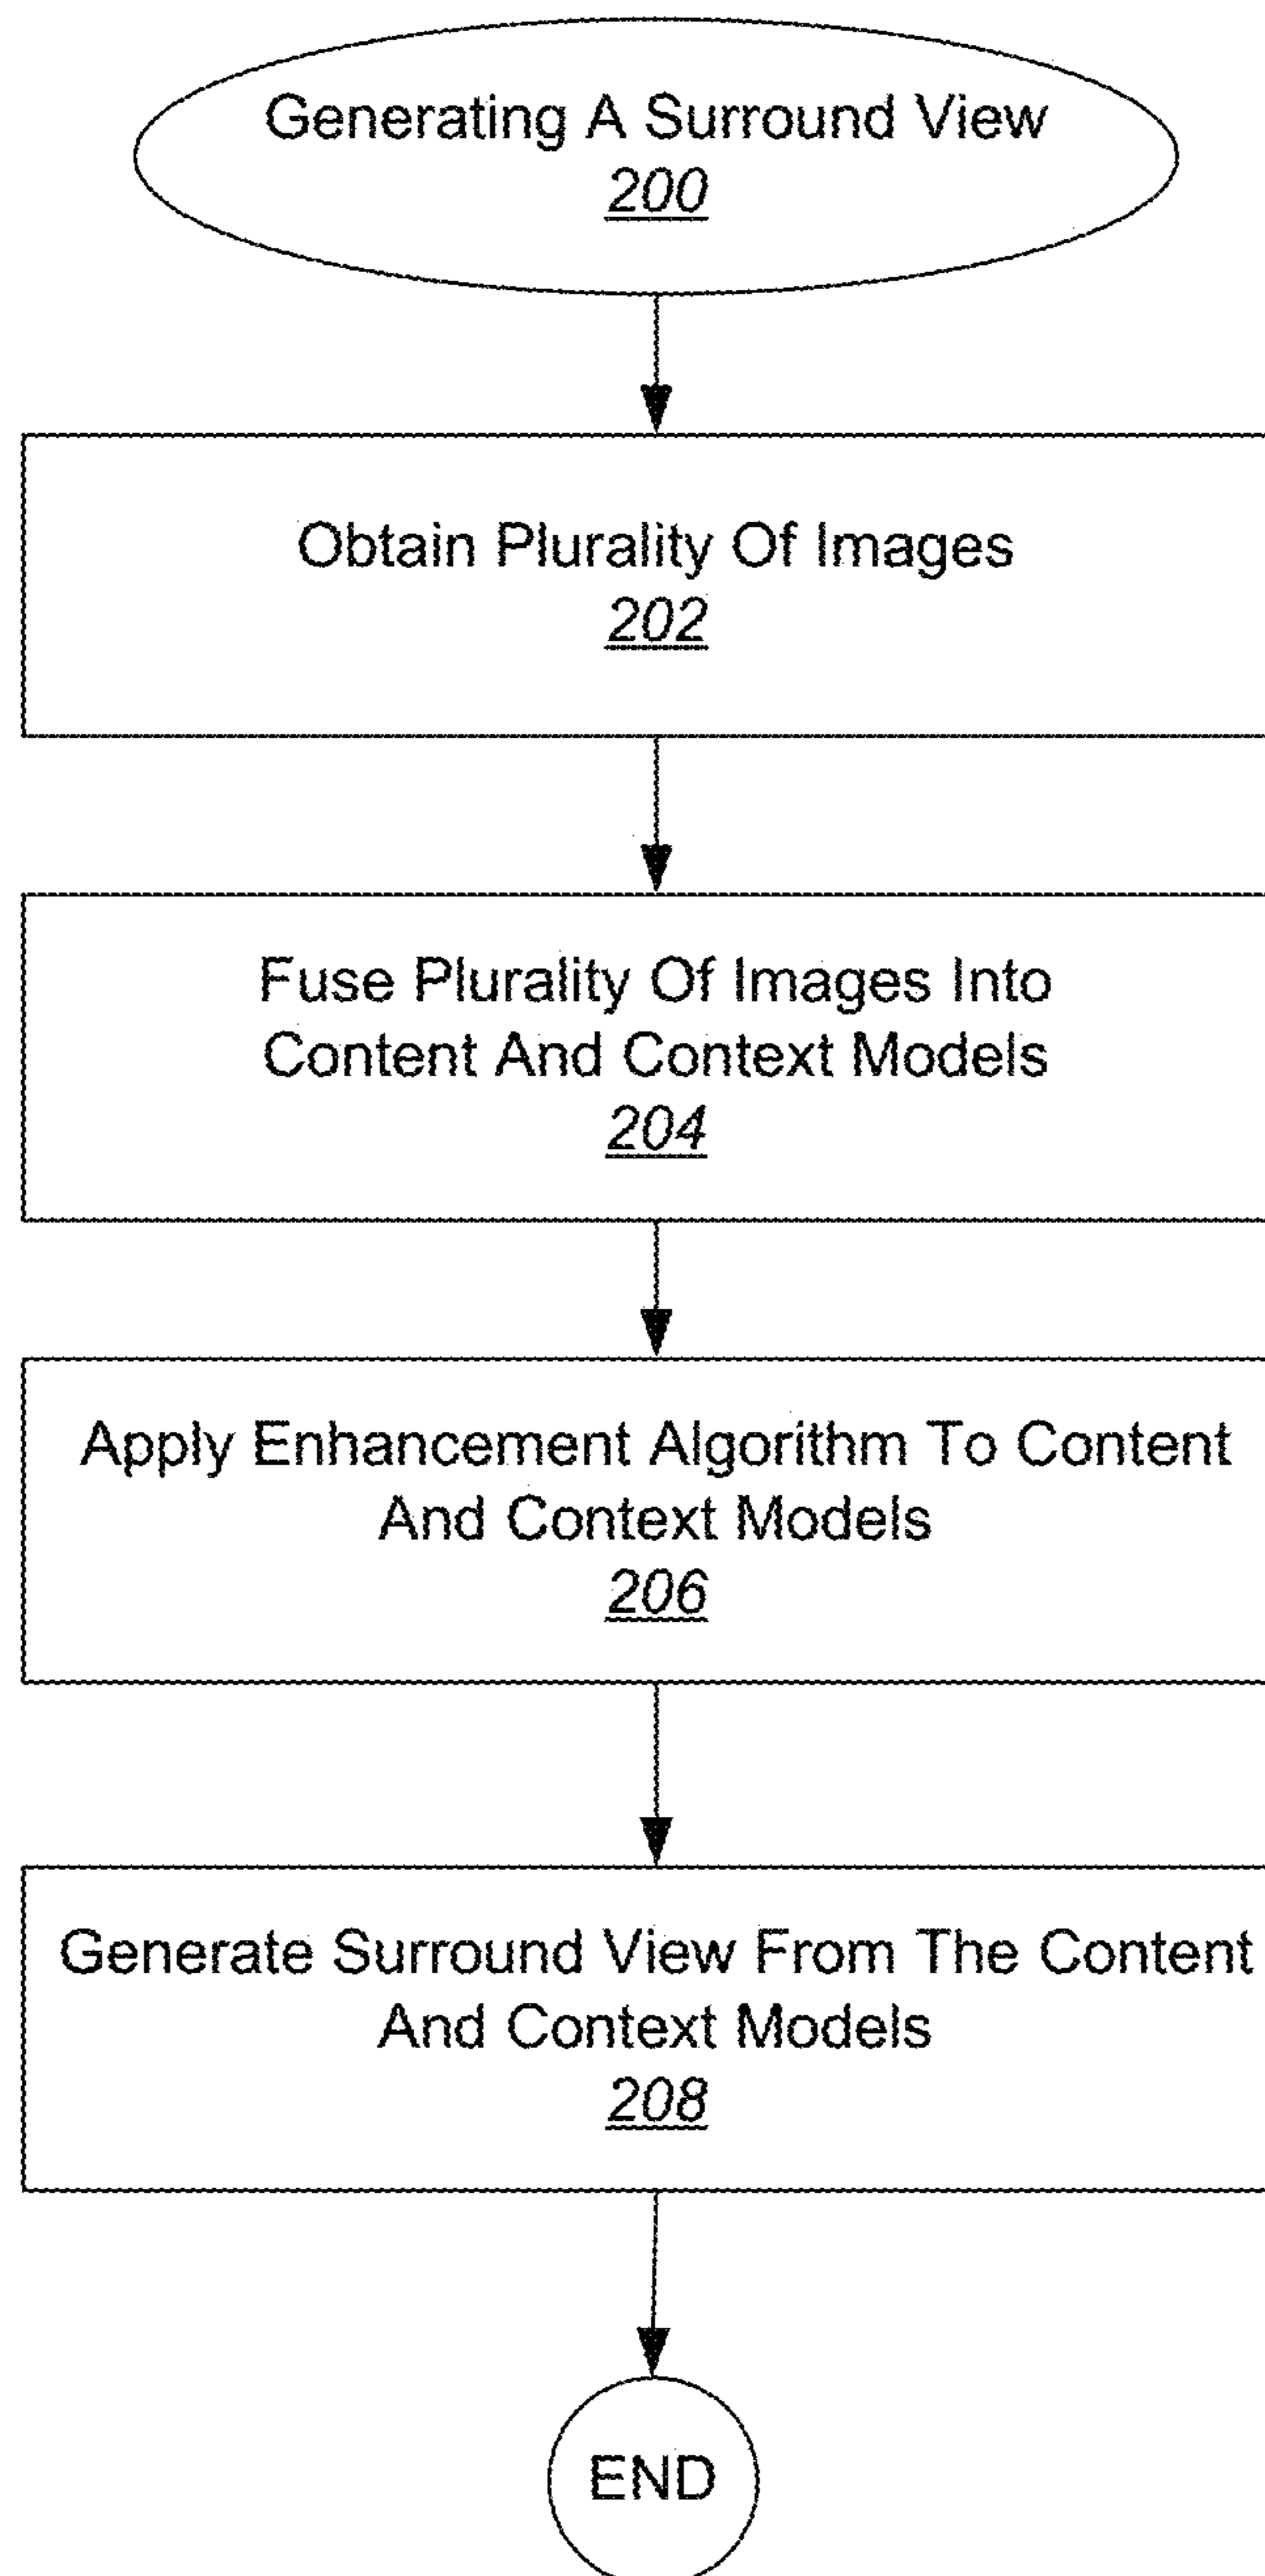 Generating A Surround View
200
Obtain Plurality Of Images
202
Fuse Plurality Of Images Into
Content And Context Models
204
Apply Enhancement Algorithm To Content
And Context Models
206
Generate Surround View From The Content
And Context Models
208
END